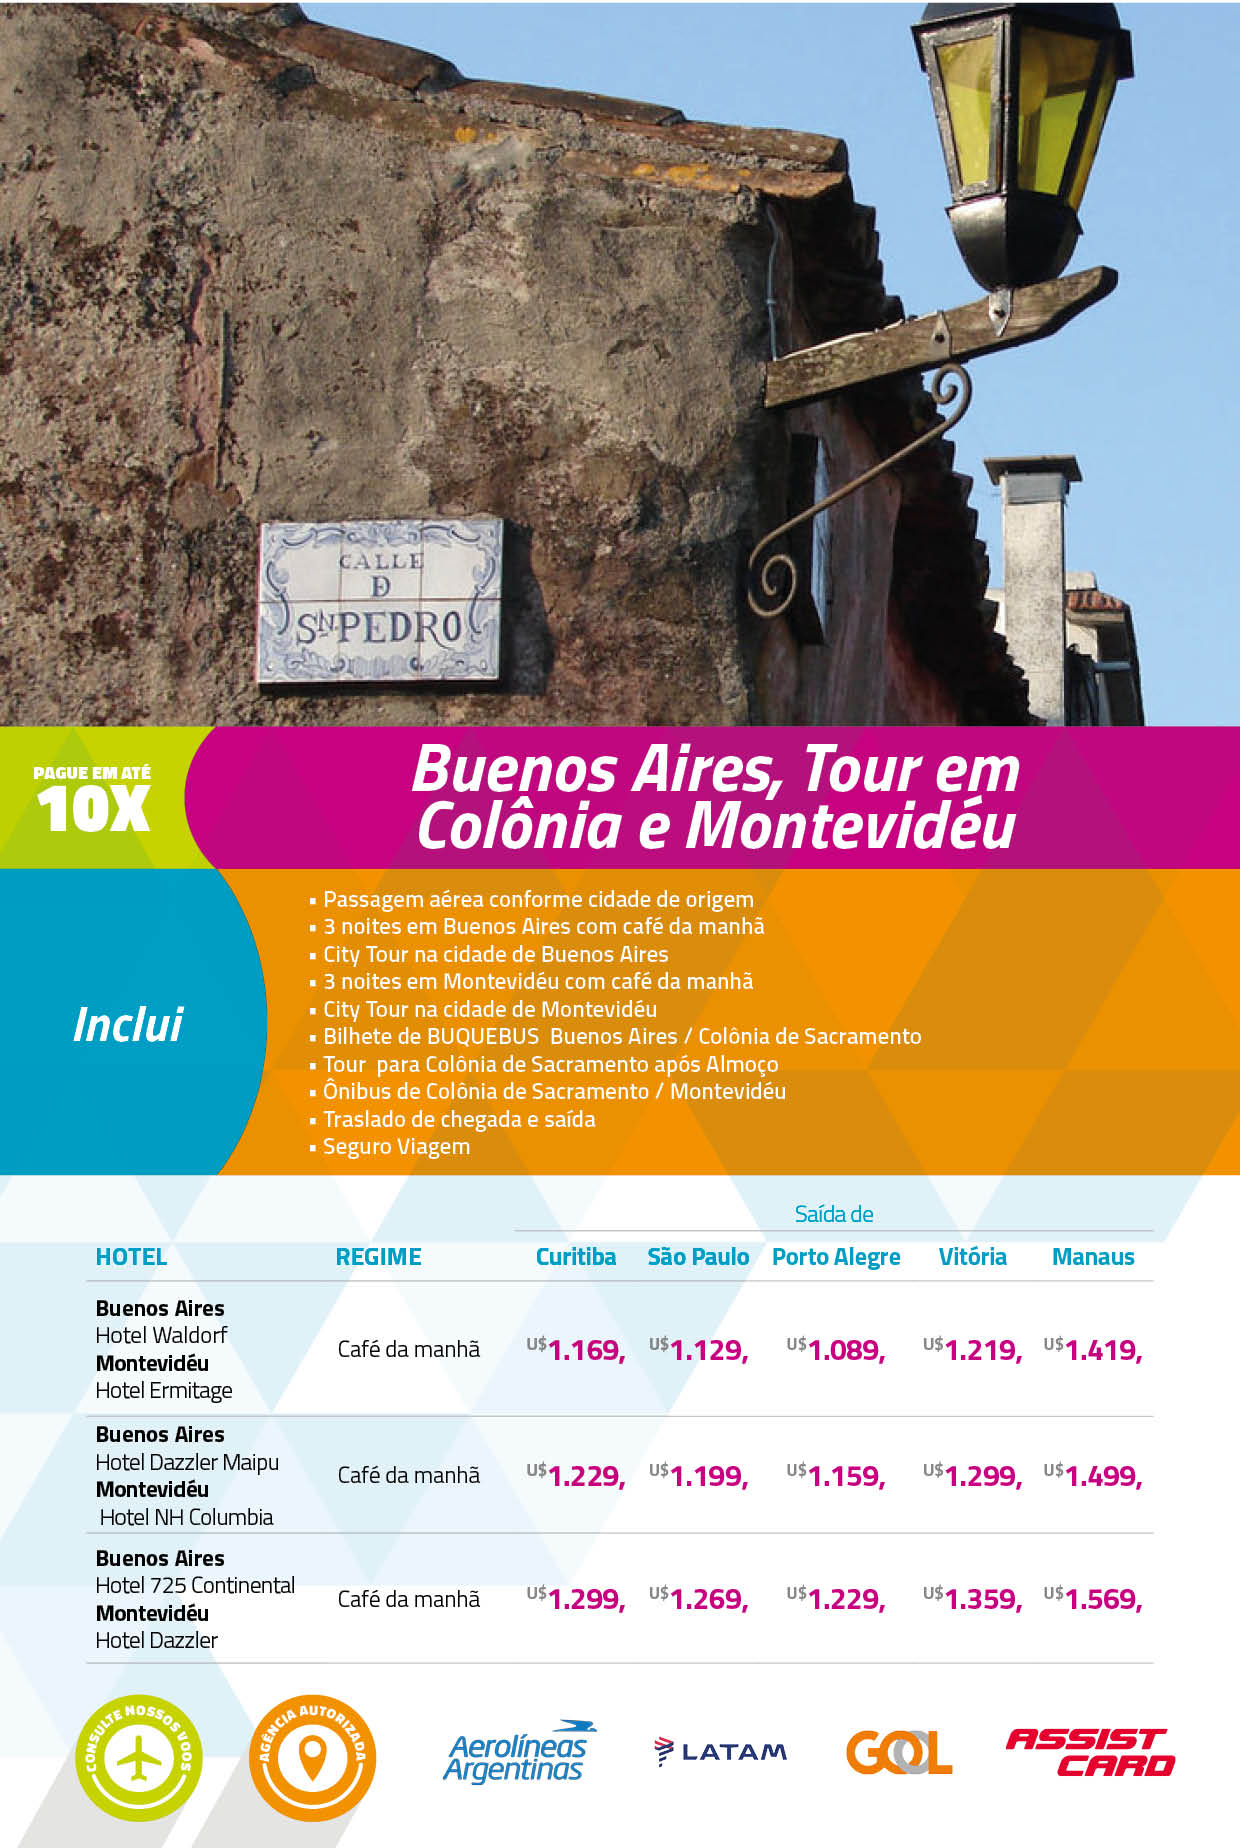 CALLE
D
SN PEDRO
PAGUE EM ATÉ
10X
Buenos Aires, Tour em
Colônia e Montevidéu
Inclui
• Passagem aérea conforme cidade de origem
• 3 noites em Buenos Aires com café da manhã
• City Tour na cidade de Buenos Aires
• 3 noites em Montevidéu com café da manhã
• City Tour na cidade de Montevidéu
• Bilhete de BUQUEBUS Buenos Aires / Colônia de Sacramento
• Tour para Colônia de Sacramento após Almoço
• Ônibus de Colônia de Sacramento / Montevidéu
• Traslado de chegada e saída
• Seguro Viagem
Saída de
HOTEL REGIME Curitiba São Paulo Porto Alegre Vitória Manaus
Buenos Aires
Hotel Waldorf
Montevidéu
Hotel Ermitage
Café da manhã U$1.169, U$1.129, U$1.089, U$1.219, U$1.419,
Buenos Aires
Hotel Dazzler Maipu
Montevidéu
Hotel NH Columbia
Café da manhã U$1.229, U$1.199, U$1.159, U$1.299, U$1.499,
Buenos Aires
Hotel 725 Continental
Montevidéu
Hotel Dazzler
Café da manhã U$1.299, U$1.269, U$1.229, U$1.359, U$1.569,
CONSULTE NOSSOS VOOS
AGÊNCIA AUTORIZADA
Aerolíneas
Argentinas
LATAM
GOL
ASSIST
CARD